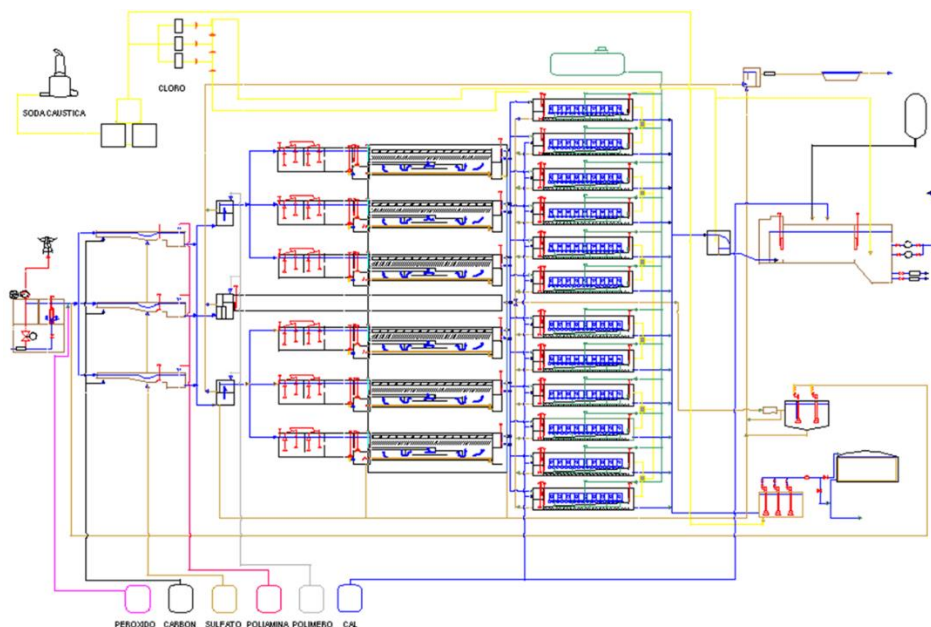 CLORO
SODA CAUSTICA
PEROXIDO CARBON SULFATO POLIAMINA POLIMERO CAL